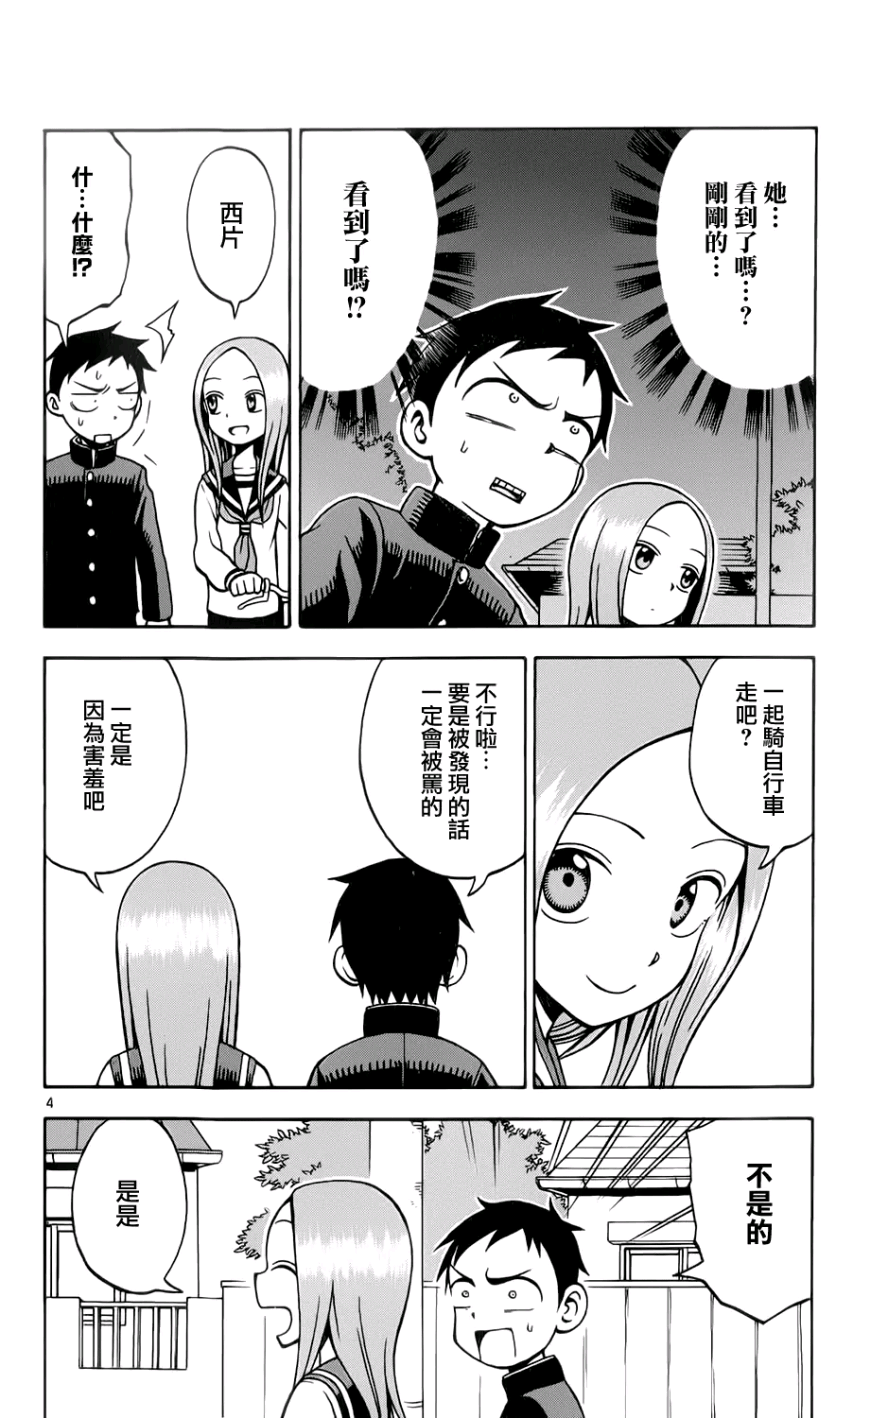 她…
看到了嗎…?
剛剛的…
看到了嗎!?
西片
什…什麼!?
一起騎自行車
走吧?
不行啦…
要是被發現的話
一定會被罵的
一定是
因為害羞吧
4
不是的
是是